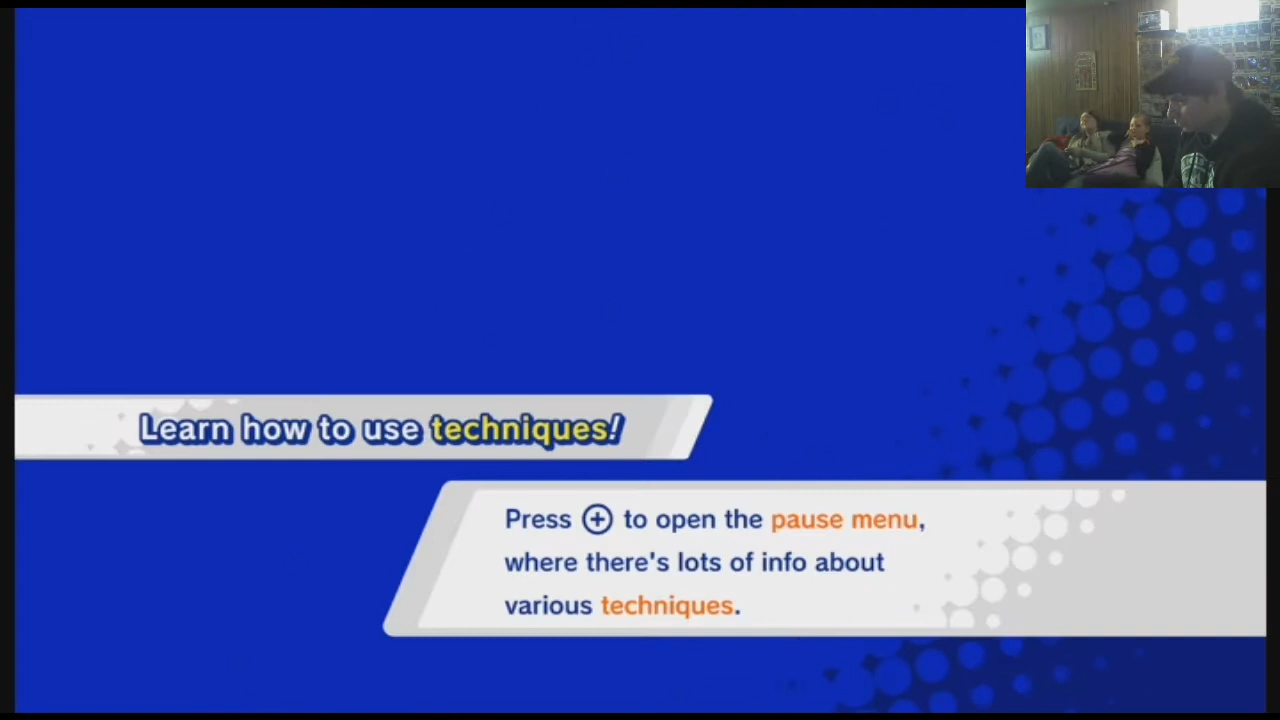 Learn how to use techniques!
Press + to open the pause menu,
where there's lots of info about
various techniques.